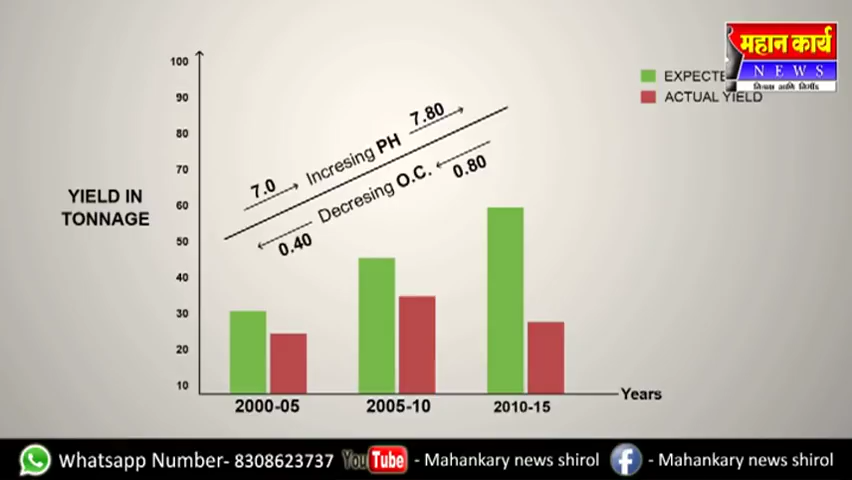 महान कार्य
NEWS
निःपक्ष आणि निर्भीड
EXPECTE
ACTUAL YIELD
YIELD IN
TONNAGE
100
90
80
70
60
50
40
30
20
10
7.0
Incresing PH
7.80
0.40
Decresing O.C.
0.80
2000-05
2005-10
2010-15
Years
Whatsapp Number- 8308623737 YouTube - Mahankary news shirol - Mahankary news shirol